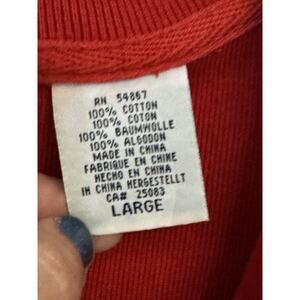 RN 54867
100% COTTON
100% COTON
100% BAUMWOLLE
100% ALGODON
MADE IN CHINA
FABRIQUE EN CHINE
HECHO EN CHINA
IN CHINA HERGESTELLT
CA# 25083
LARGE